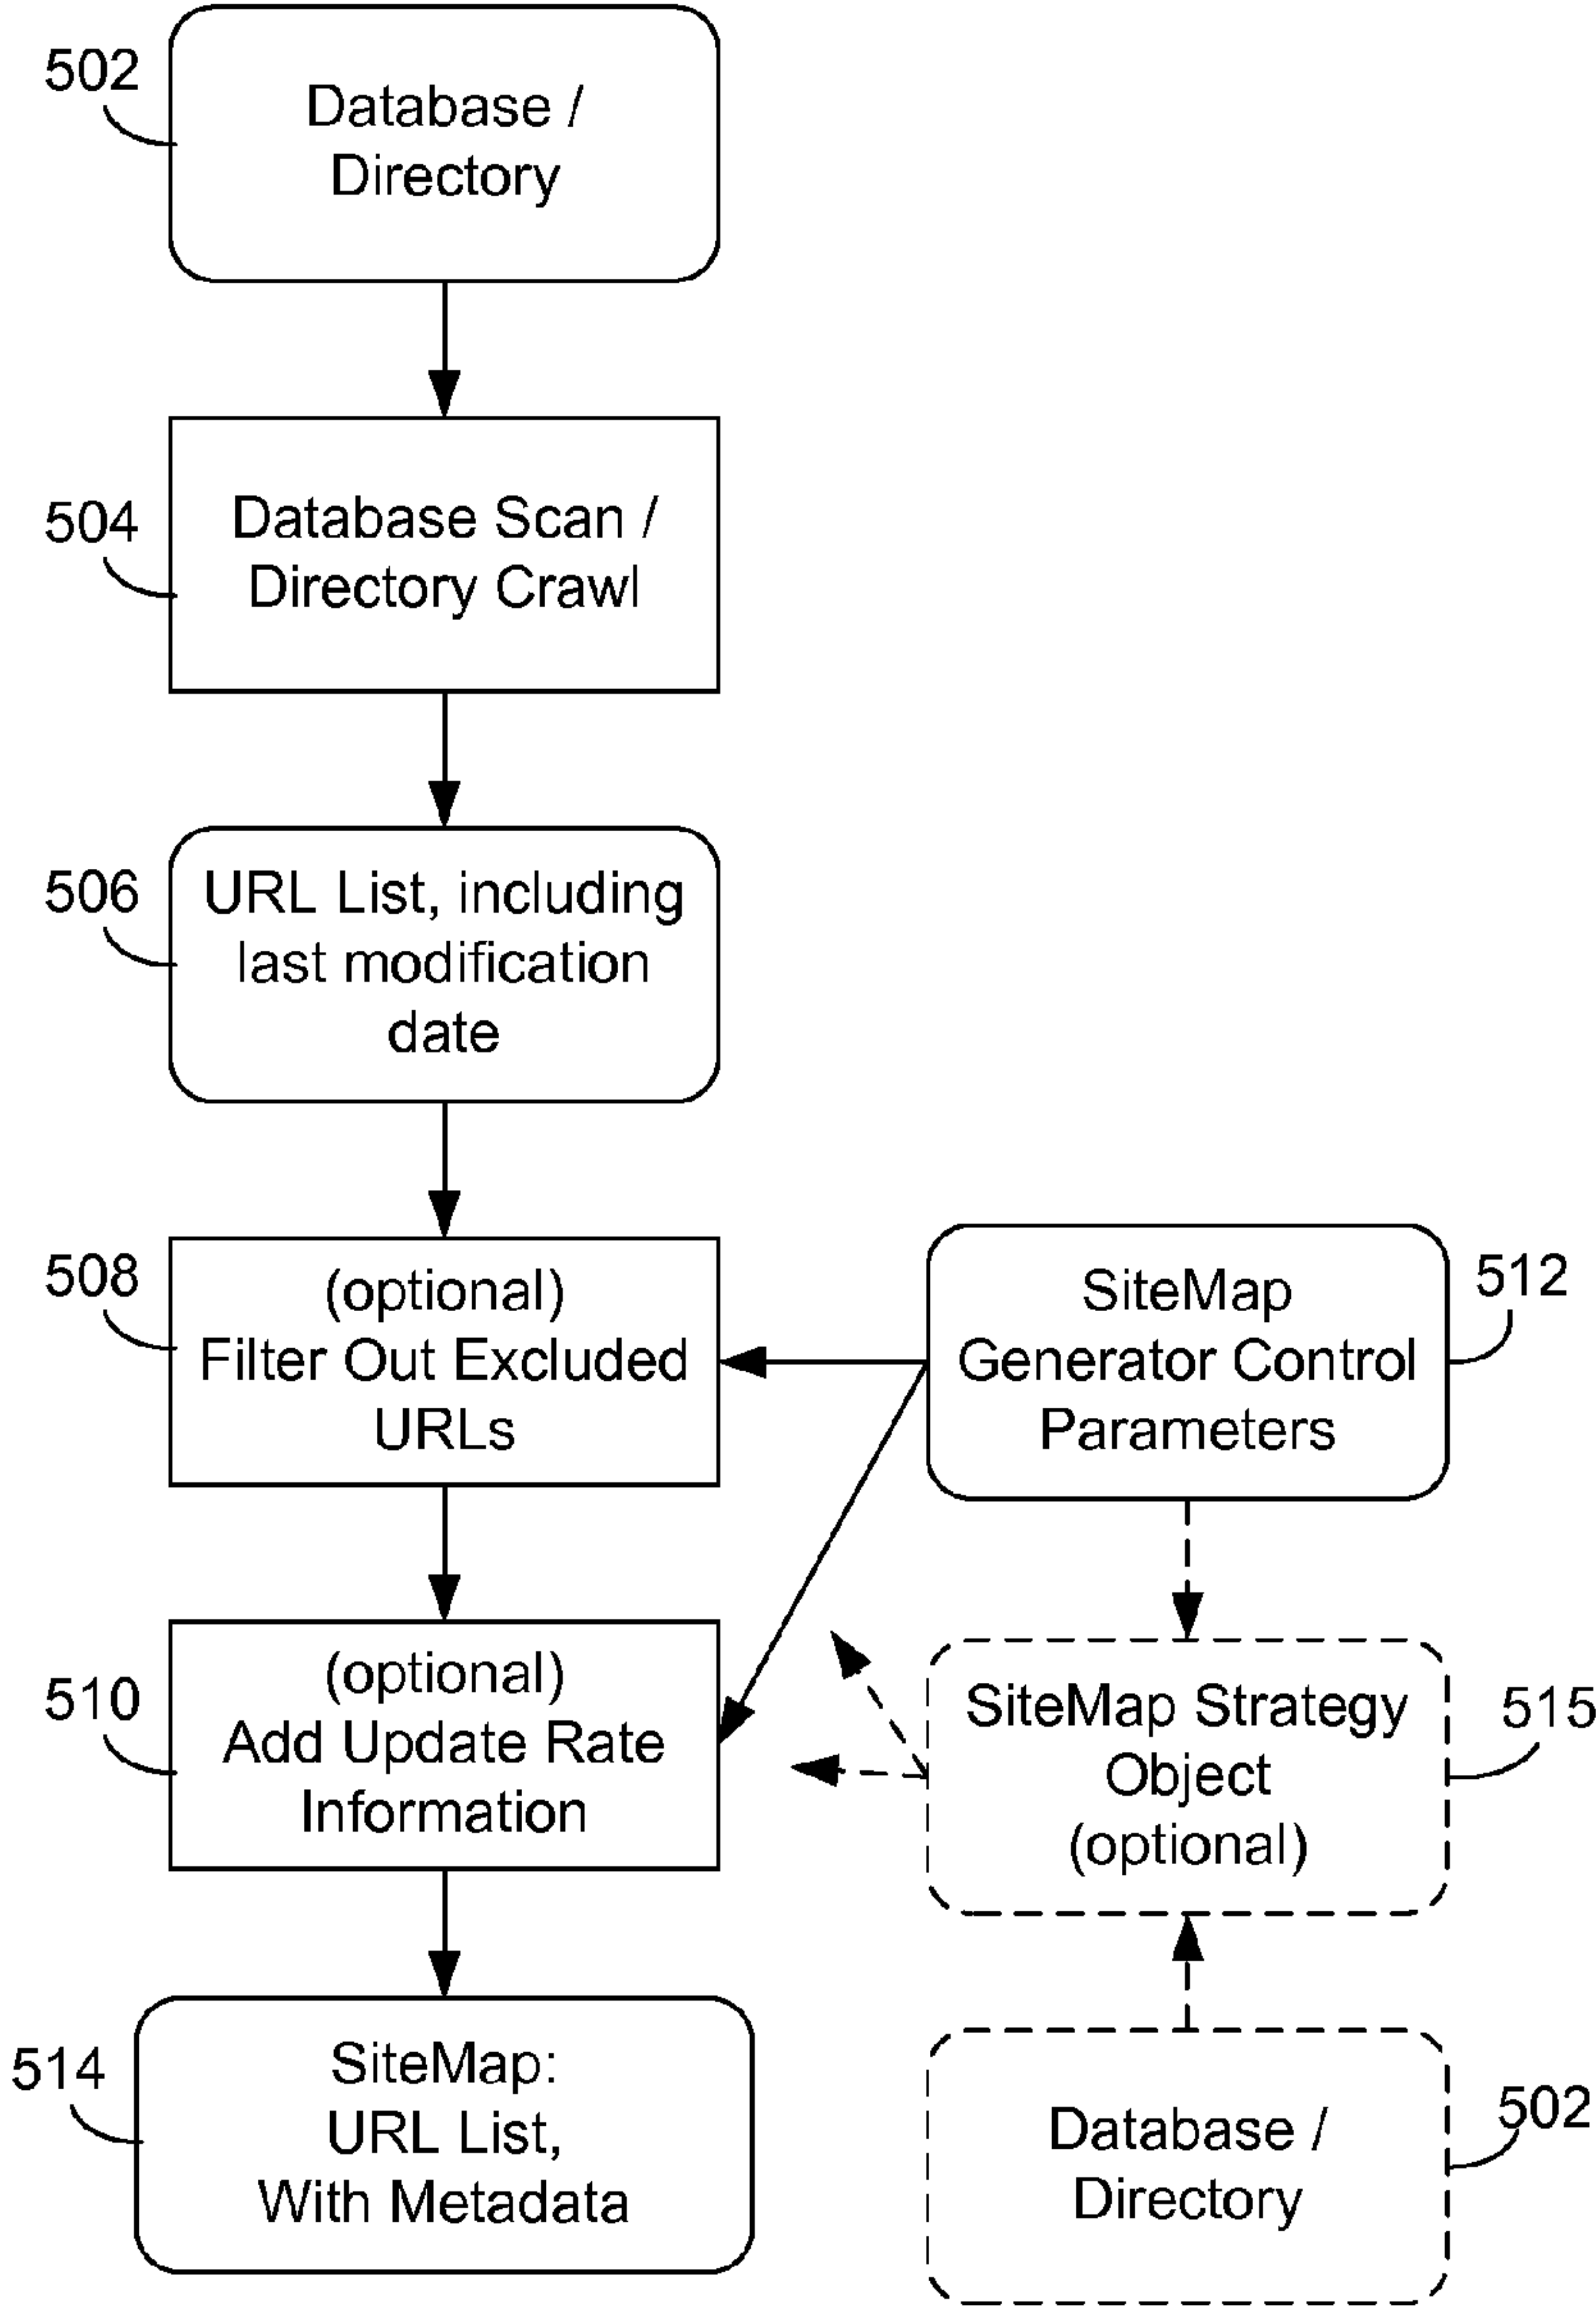 502
Database /
Directory
504
Database Scan /
Directory Crawl
506
URL List, including
last modification
date
508
(optional)
Filter Out Excluded
URLs
SiteMap
Generator Control
Parameters
512
510
(optional)
Add Update Rate
Information
SiteMap Strategy
Object
(optional)
515
514
SiteMap:
URL List,
With Metadata
Database /
Directory
502